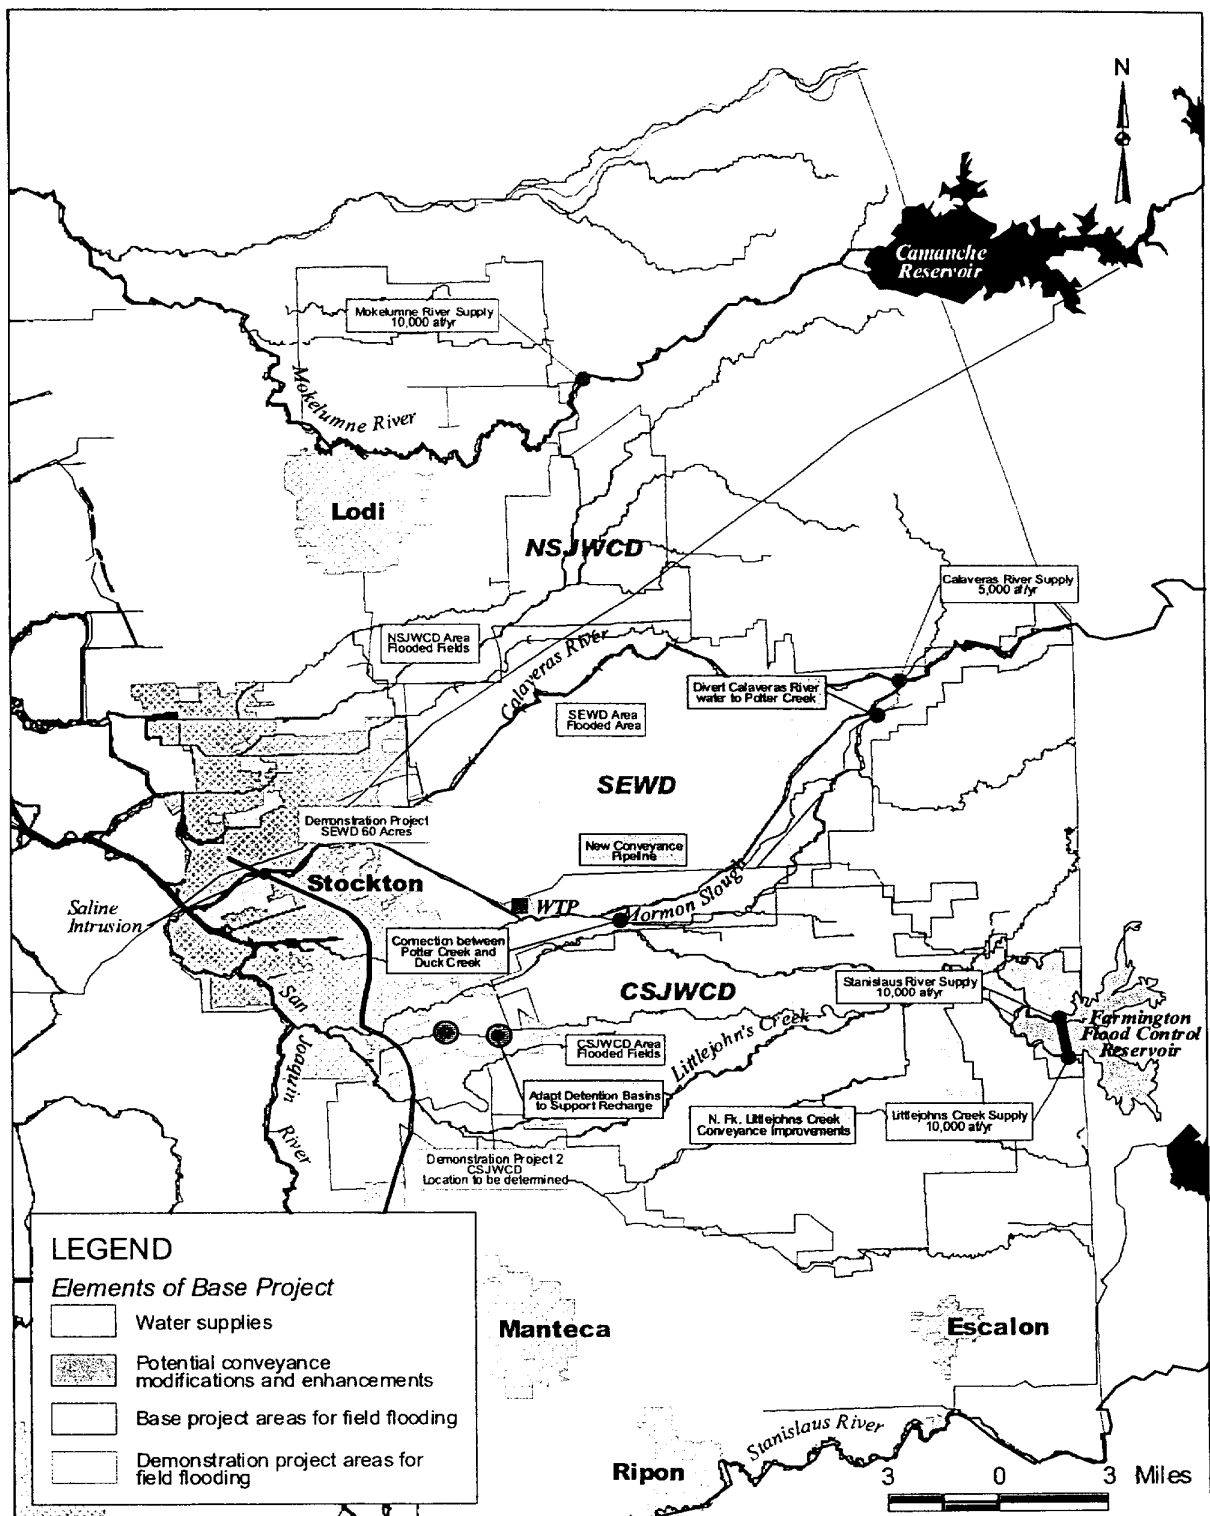 N
Camanche
Reservoir
Mokelumne River Supply
10,000 af/yr
Mokelumne River
Lodi
NSJWCD
Calaveras River Supply
5,000 af/yr
NSJWCD Area
Flooded Fields
Calaveras River
Divert Calaveras River
water to Potter Creek
SEWD Area
Flooded Area
SEWD
Demonstration Project
SEWD 60 Acres
New Conveyance
Pipeline
Stockton
Saline
Intrusion
WTP
Mormon Slough
Connection between
Potter Creek and
Duck Creek
Stanislaus River Supply
10,000 af/yr
CSJWCD
San
Joaquin
River
Littlejohn's Creek
Farmington
Flood Control
Reservoir
CSJWCD Area
Flooded Fields
Adapt Detention Basins
to Support Recharge
N. Fk. Littlejohns Creek
Conveyance Improvements
Littlejohns Creek Supply
10,000 af/yr
Demonstration Project 2
CSJWCD
Location to be determined
LEGEND
Elements of Base Project
Water supplies
Potential conveyance
modifications and enhancements
Base project areas for field flooding
Demonstration project areas for
field flooding
Manteca
Escalon
Stanislaus River
Ripon
3 0 3 Miles